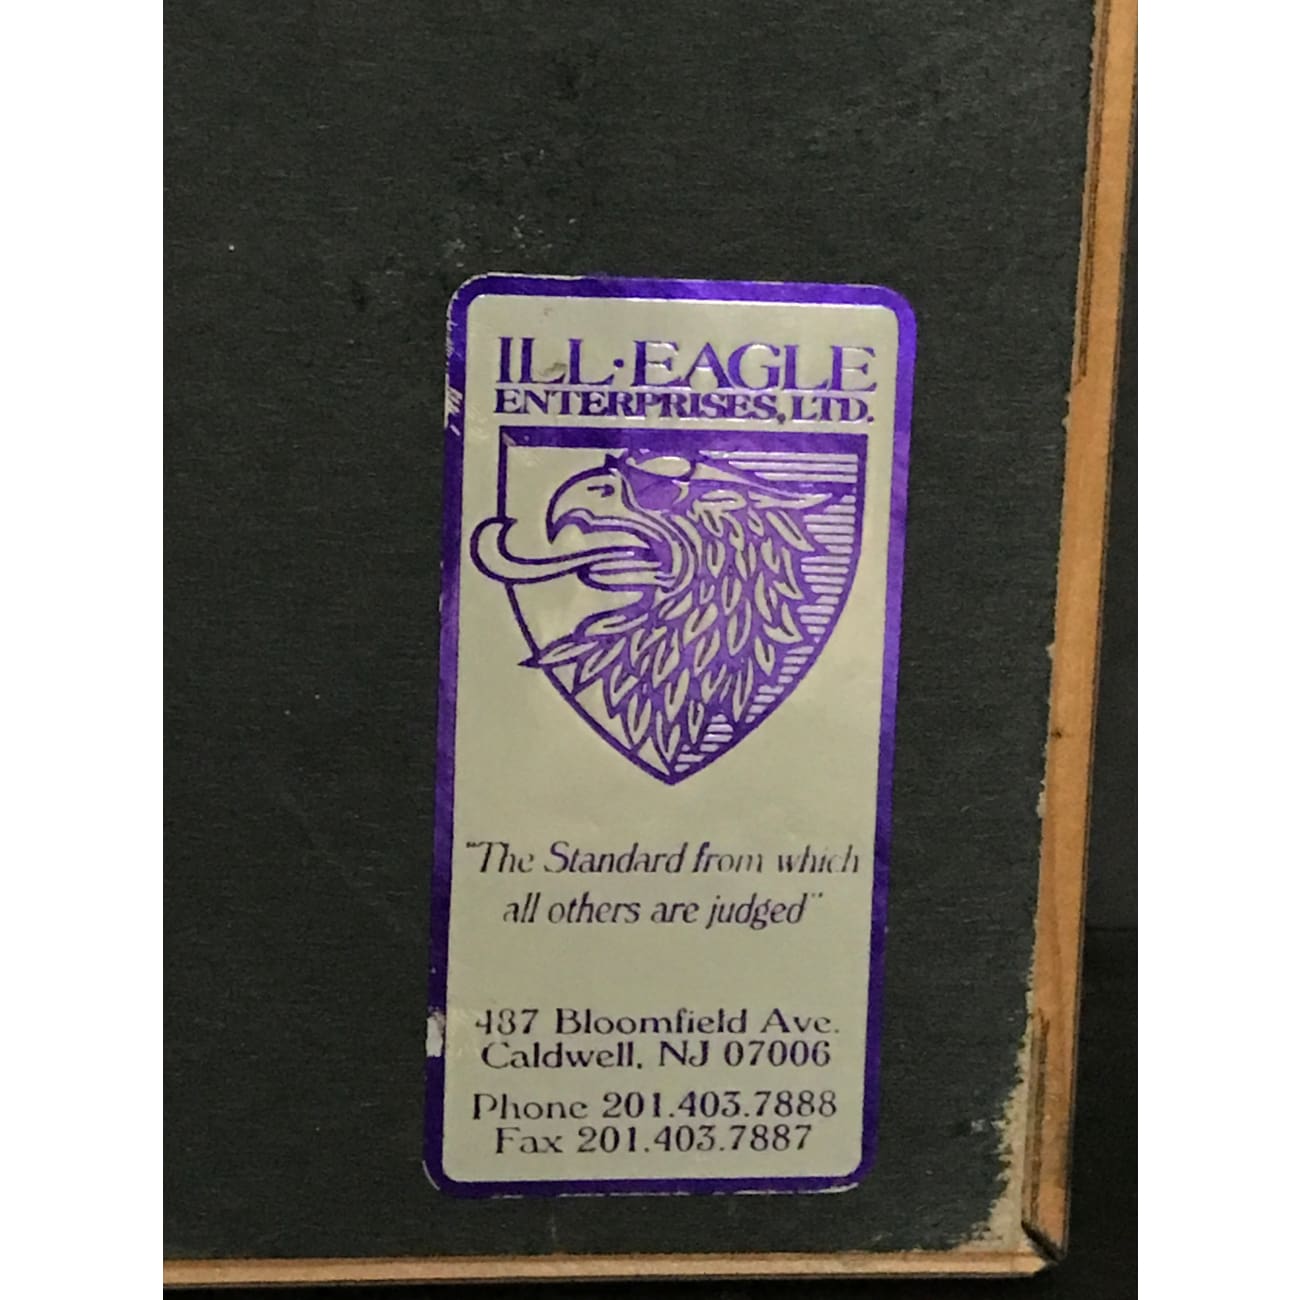 ILL·EAGLE
ENTERPRISES, LTD.
"The Standard from which
all others are judged"
487 Bloomfield Ave.
Caldwell, NJ 07006
Phone 201.403.7888
Fax 201.403.7887